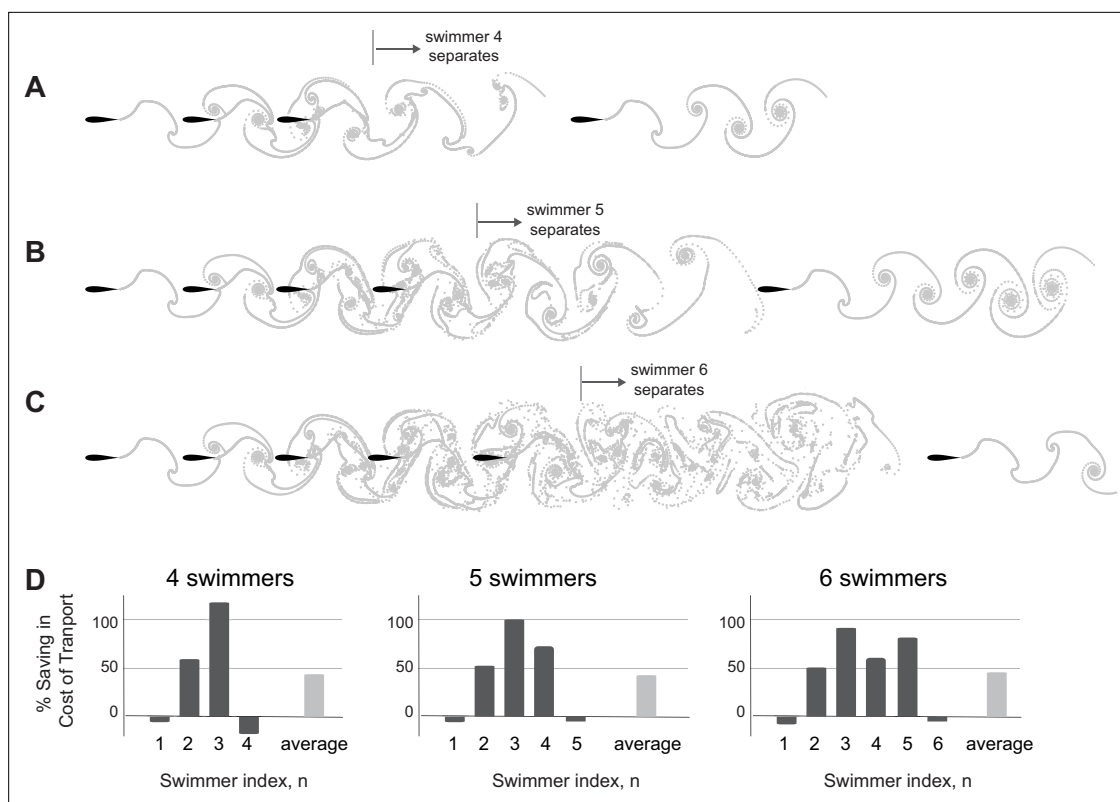 swimmer 4
separates
A
swimmer 5
separates
B
swimmer 6
separates
C
D
4 swimmers
5 swimmers
6 swimmers
% Saving in
Cost of Tranport
100
50
0
1 2 3 4 average
Swimmer index, n
100
50
0
1 2 3 4 5 average
Swimmer index, n
100
50
0
1 2 3 4 5 6 average
Swimmer index, n